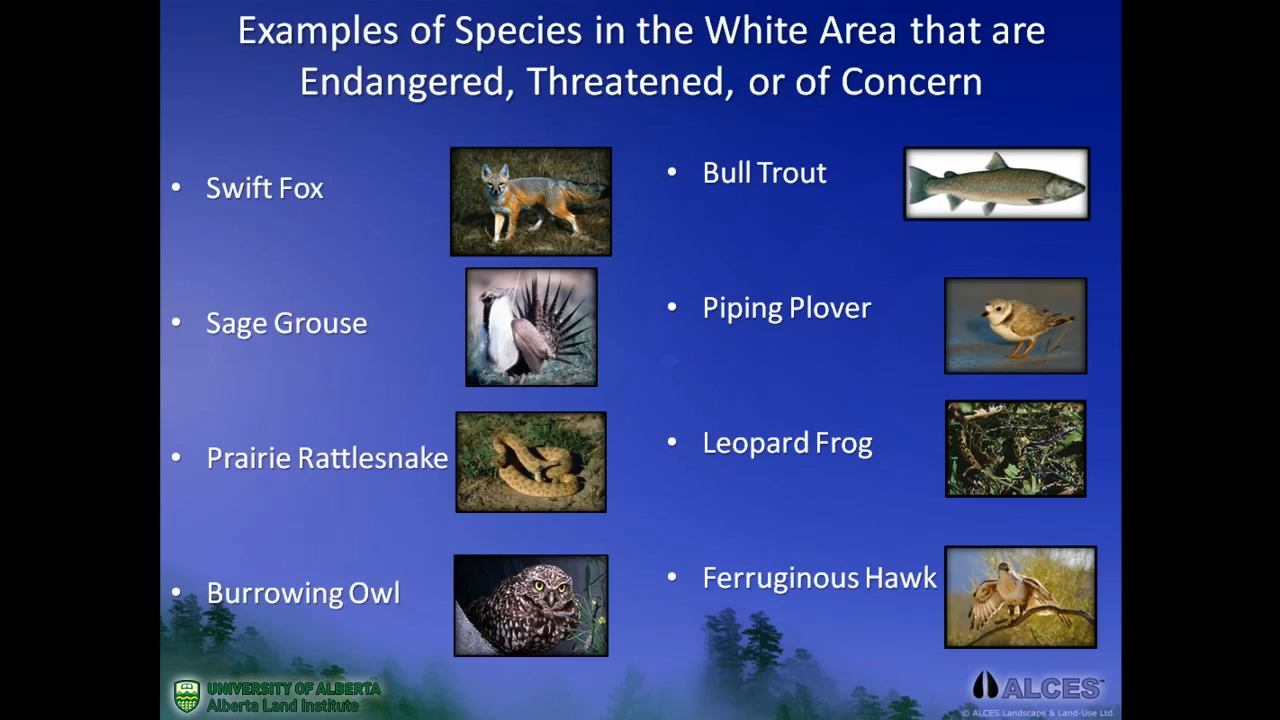 Examples of Species in the White Area that are
Endangered, Threatened, or of Concern
• Swift Fox
• Sage Grouse
• Prairie Rattlesnake
• Burrowing Owl
• Bull Trout
• Piping Plover
• Leopard Frog
• Ferruginous Hawk
UNIVERSITY OF ALBERTA
Alberta Land Institute
ALCES™
© ALCES Landscape & Land-Use Ltd.